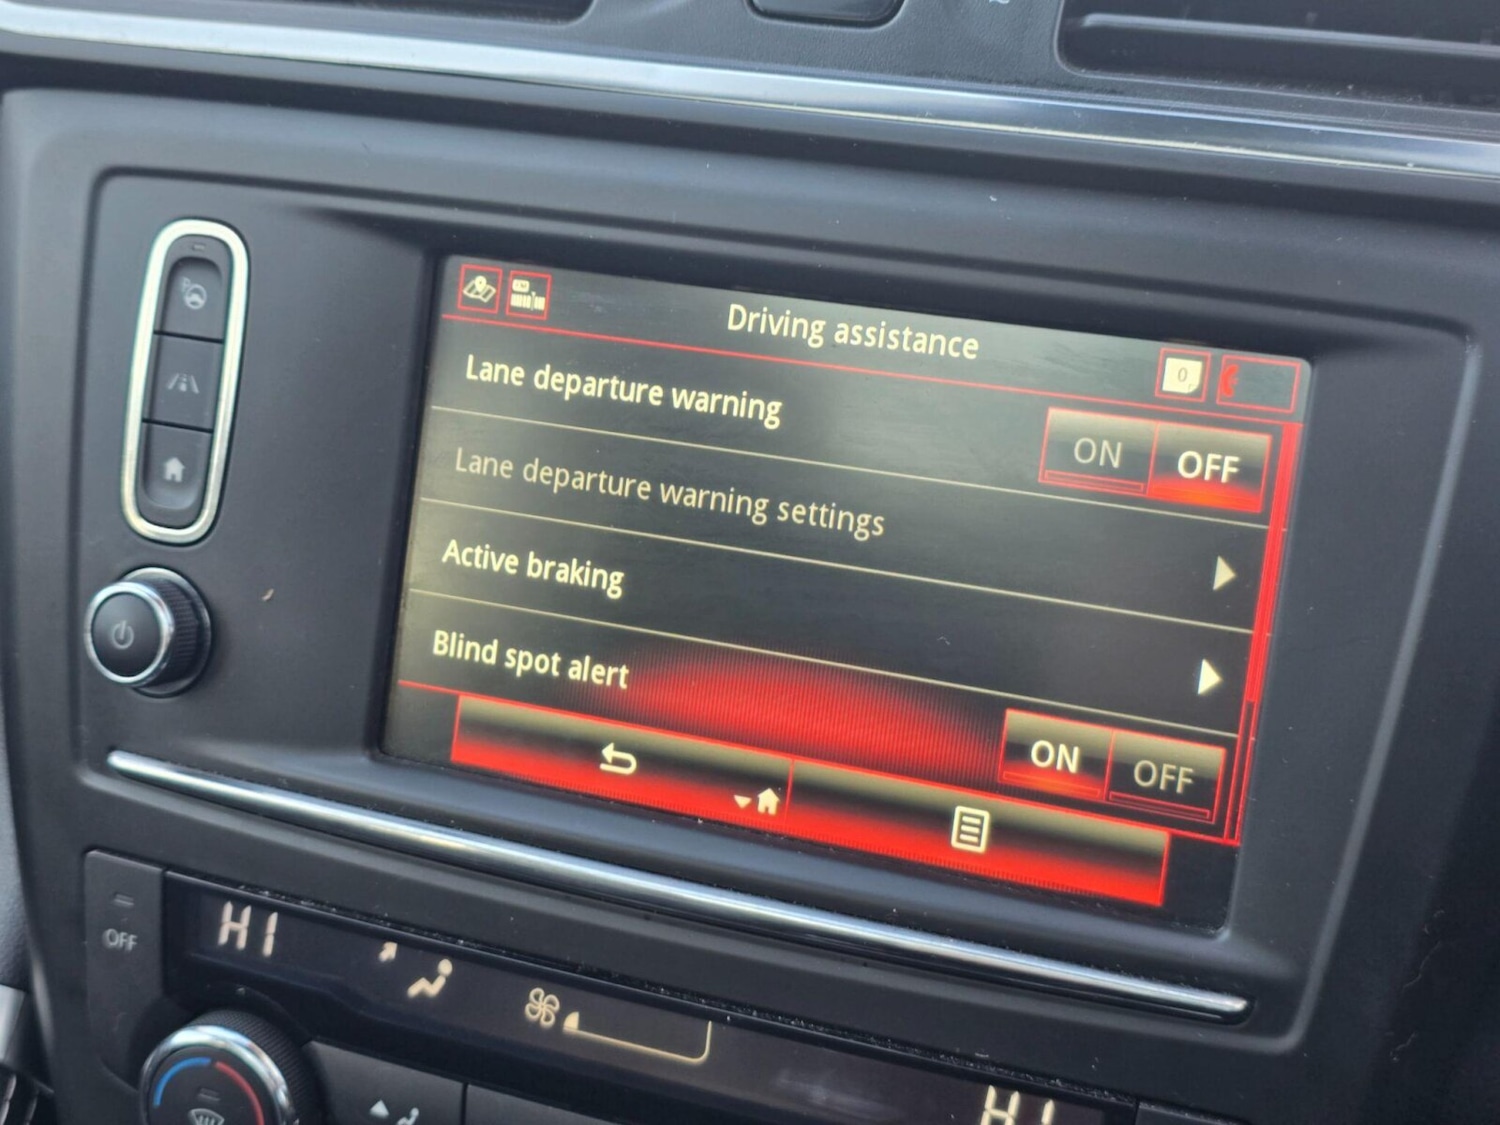 Driving assistance
0
Lane departure warning
ON OFF
Lane departure warning settings
Active braking
Blind spot alert
ON OFF
OFF
HI
HI